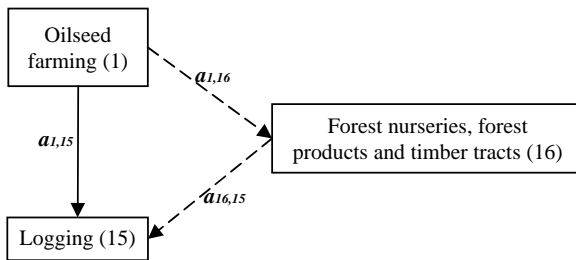 Oilseed
farming (1)
a1,16
a1,15
Forest nurseries, forest
products and timber tracts (16)
a16,15
Logging (15)